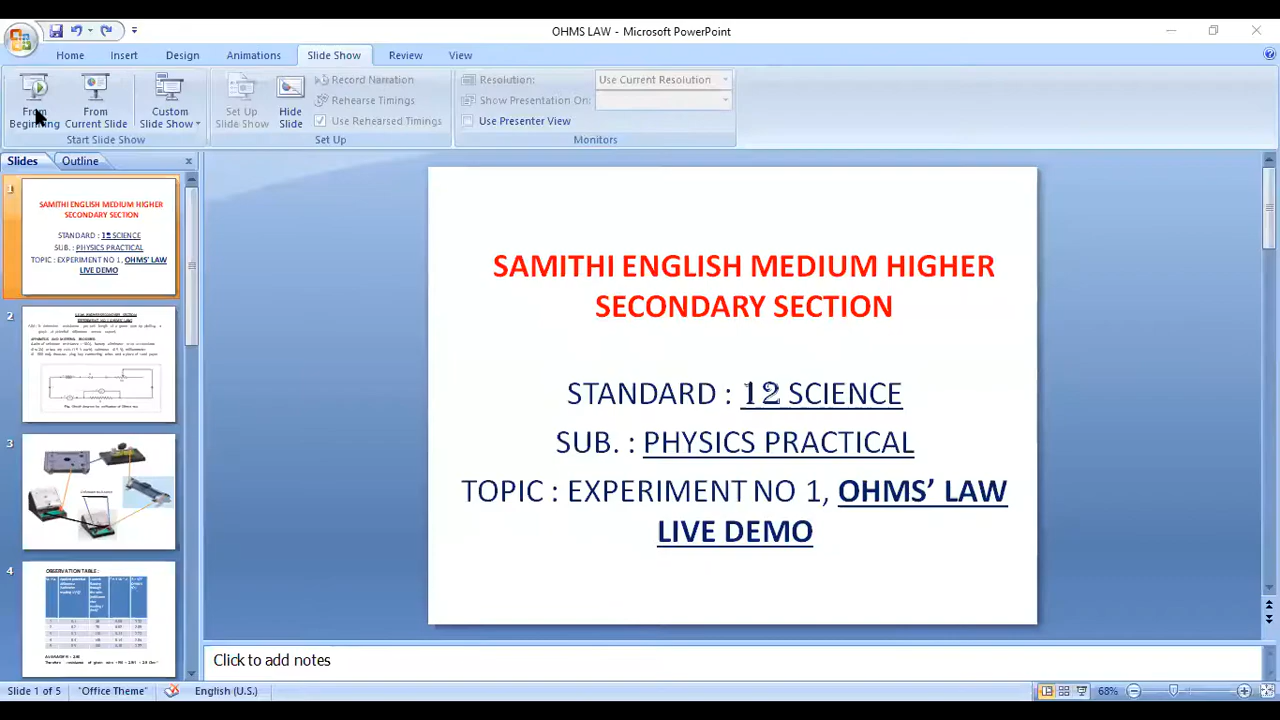 OHMS LAW - Microsoft PowerPoint
Home Insert Design Animations Slide Show Review View
From Beginning
From Current Slide
Custom Slide Show
Set Up Slide Show
Hide Slide
Record Narration
Rehearse Timings
Use Rehearsed Timings
Resolution: Use Current Resolution
Show Presentation On:
Use Presenter View
Start Slide Show Set Up Monitors
Slides Outline
1
SAMITHI ENGLISH MEDIUM HIGHER
SECONDARY SECTION
STANDARD : 12 SCIENCE
SUB. : PHYSICS PRACTICAL
TOPIC : EXPERIMENT NO 1, OHMS' LAW
LIVE DEMO
2
3
4
OBSERVATION TABLE :
SAMITHI ENGLISH MEDIUM HIGHER
SECONDARY SECTION
STANDARD : 12 SCIENCE
SUB. : PHYSICS PRACTICAL
TOPIC : EXPERIMENT NO 1, OHMS' LAW
LIVE DEMO
Click to add notes
Slide 1 of 5 "Office Theme" English (U.S.) 68%